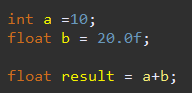 int a =10;
float b = 20.0f;
float result = a+b;